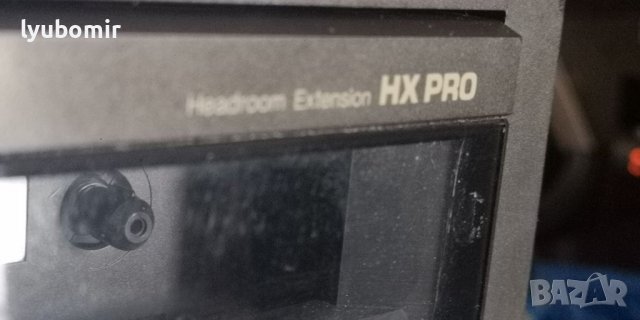 lyubomir
Headroom Extension HX PRO
BAZAR